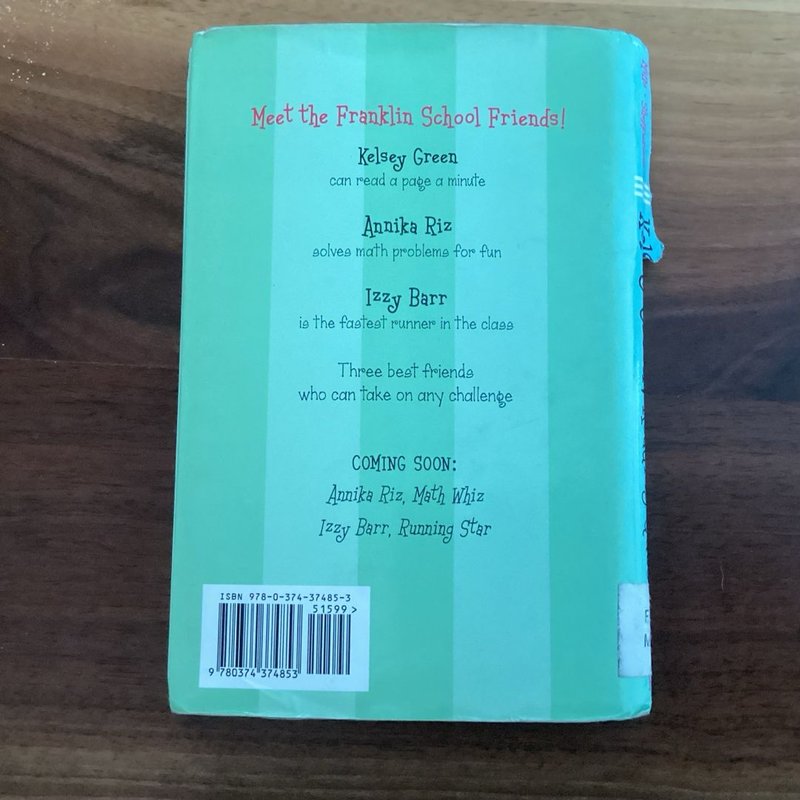 Meet the Franklin School Friends!
Kelsey Green
can read a page a minute
Annika Riz
solves math problems for fun
Izzy Barr
is the fastest runner in the class
Three best friends
who can take on any challenge
COMING SOON:
Annika Riz, Math Whiz
Izzy Barr, Running Star
ISBN 978-0-374-37485-3
51599 >
9 780374 374853